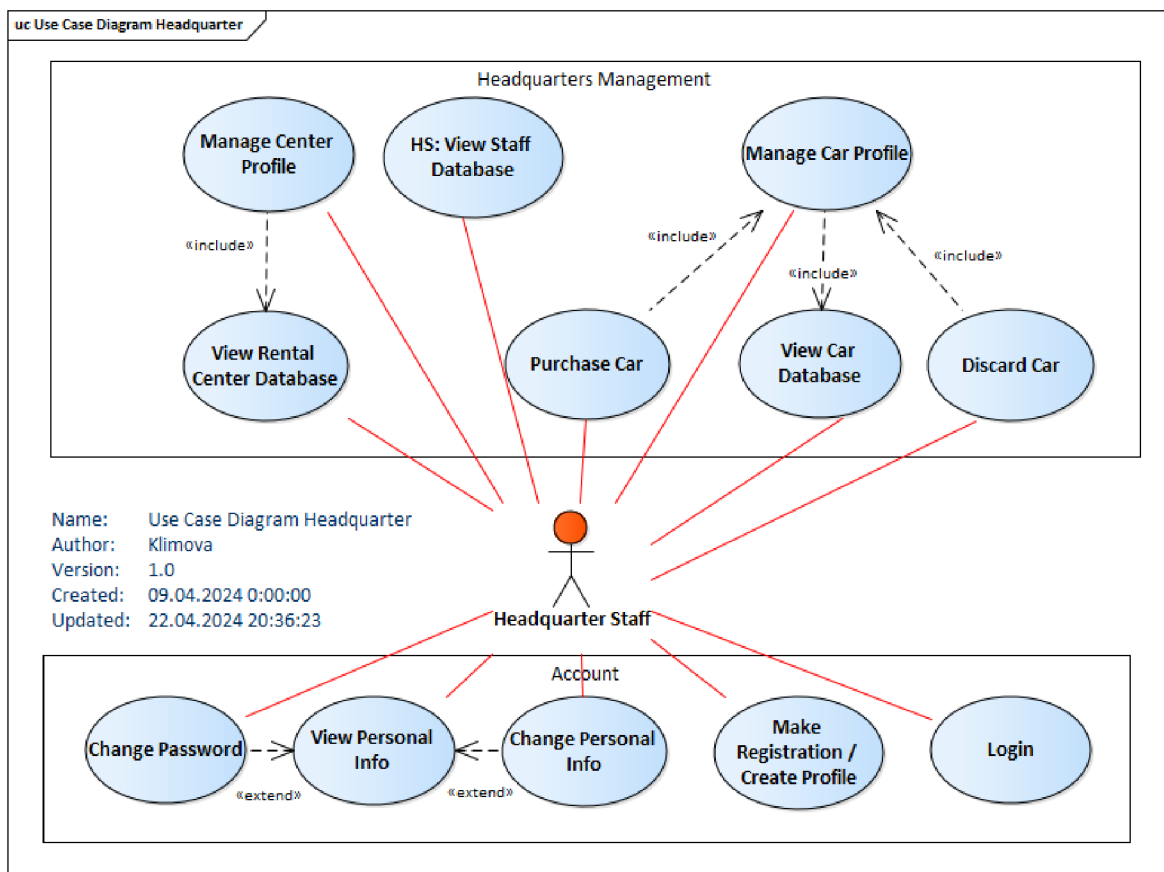 uc Use Case Diagram Headquarter
Headquarters Management
Manage Center
Profile
HS: View Staff
Database
Manage Car Profile
«include»
«include»
«include»
«include»
View Rental
Center Database
Purchase Car
View Car
Database
Discard Car
Name: Use Case Diagram Headquarter
Author: Klimova
Version: 1.0
Created: 09.04.2024 0:00:00
Updated: 22.04.2024 20:36:23
Headquarter Staff
Account
Change Password
View Personal
Info
Change Personal
Info
Make
Registration /
Create Profile
Login
«extend»
«extend»